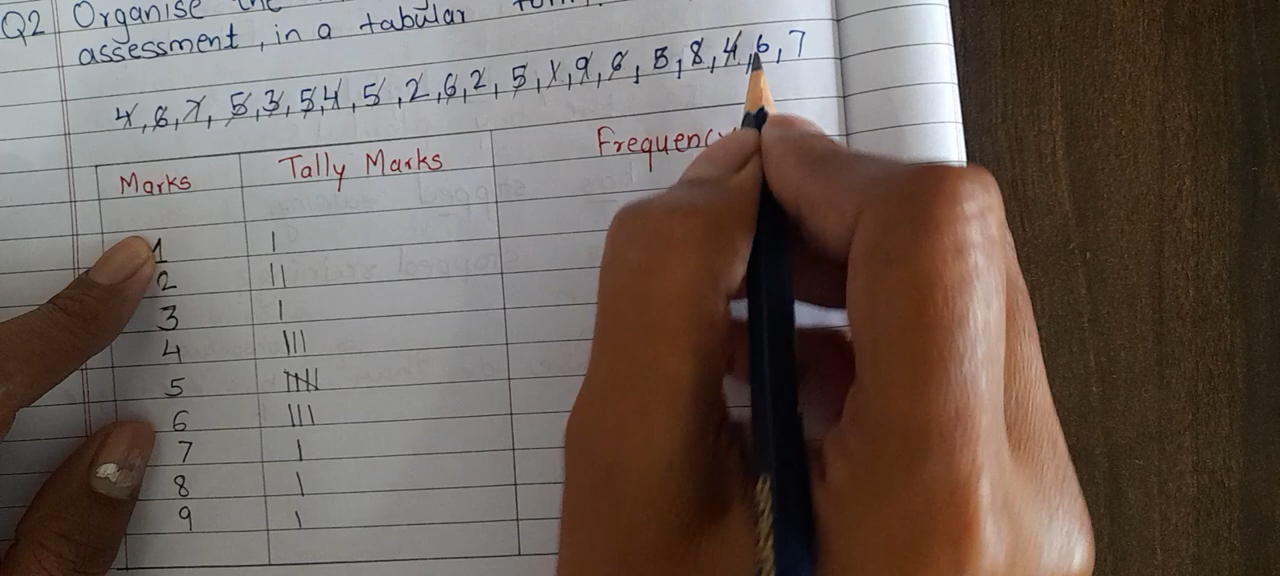 Q2 Organise the
assessment, in a tabular form.
4, 6, 7, 5, 3, 5, 4, 5, 2, 6, 2, 5, 1, 9, 6, 5, 8, 4, 6, 7
Marks Tally Marks Frequency
1 |
2 ||
3 |
4 |||
5 ||||
6 |||
7 |
8 |
9 |